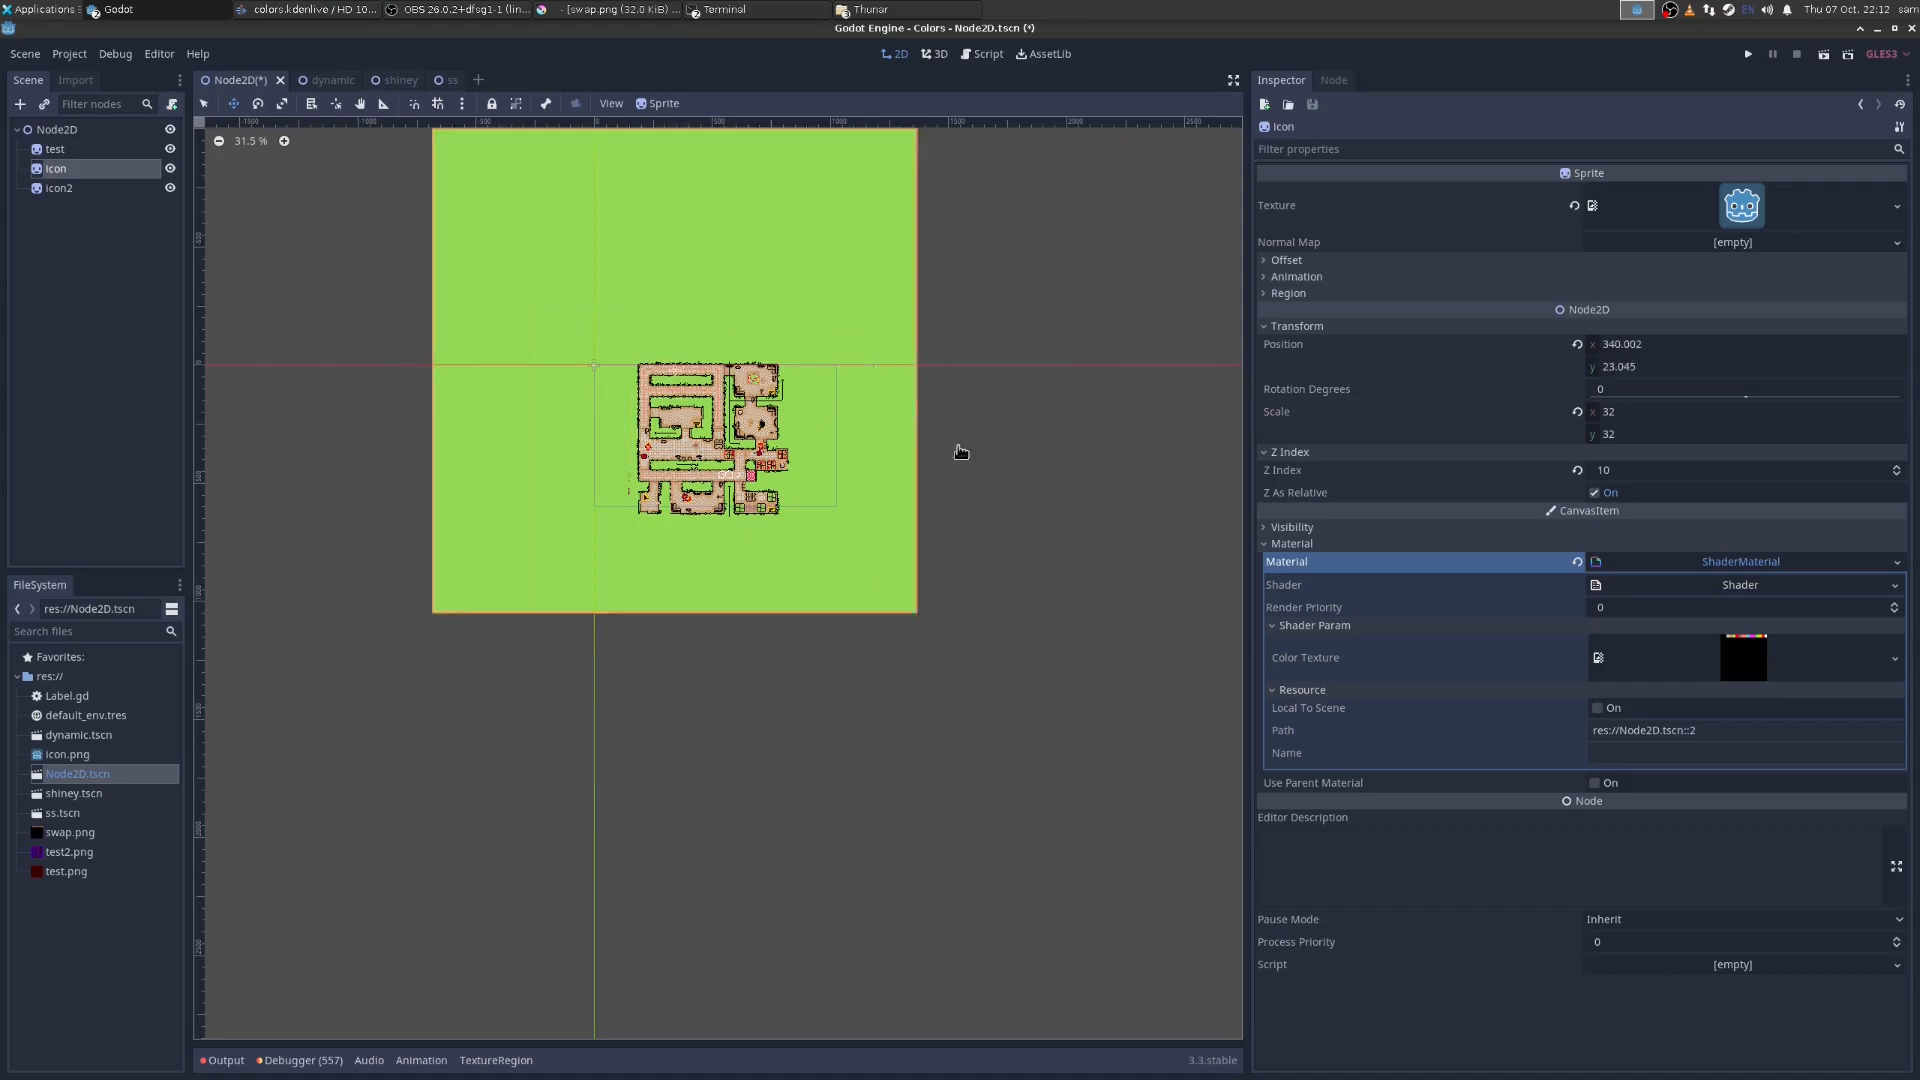 Applications
Godot
colors.kdenlive / HD 10...
OBS 26.0.2+dfsg1-1 (lin...
- [swap.png (32.0 KiB) ...
Terminal
Thunar
EN
Thu 07 Oct, 22:12 sam
Godot Engine - Colors - Node2D.tscn (*)
Scene Project Debug Editor Help
2D 3D Script AssetLib
GLES3
Scene Import
Node2D(*) dynamic shiney ss
Inspector Node
Filter nodes
View Sprite
Icon
Filter properties
31.5 %
Node2D
test
icon
icon2
Sprite
Texture
Normal Map [empty]
Offset
Animation
Region
Node2D
Transform
Position x 340.002
y 23.045
Rotation Degrees 0
Scale x 32
y 32
Z Index
Z Index 10
Z As Relative On
CanvasItem
Visibility
Material
Material ShaderMaterial
Shader Shader
Render Priority 0
Shader Param
Color Texture
Resource
Local To Scene On
Path res://Node2D.tscn::2
Name
Use Parent Material On
Node
Editor Description
Pause Mode Inherit
Process Priority 0
Script [empty]
FileSystem
res://Node2D.tscn
Search files
Favorites:
res://
Label.gd
default_env.tres
dynamic.tscn
icon.png
Node2D.tscn
shiney.tscn
ss.tscn
swap.png
test2.png
test.png
Output Debugger (557) Audio Animation TextureRegion
3.3.stable